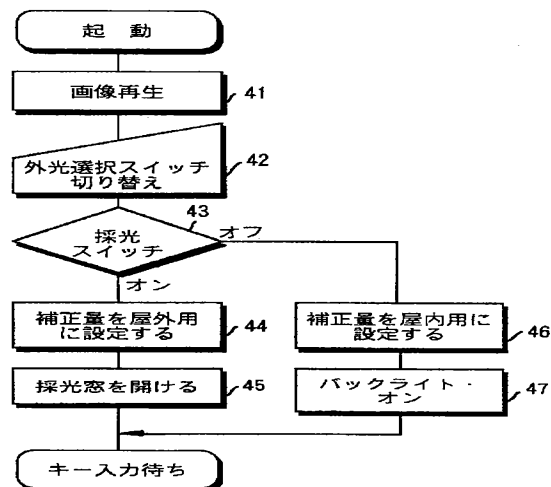 起 動
画像再生
41
外光選択スイッチ
切り替え
42
43
採光
スイッチ
オフ
オン
補正量を屋外用
に設定する
44
補正量を屋内用に
設定する
46
採光窓を開ける
45
バックライト・
オン
47
キー入力待ち